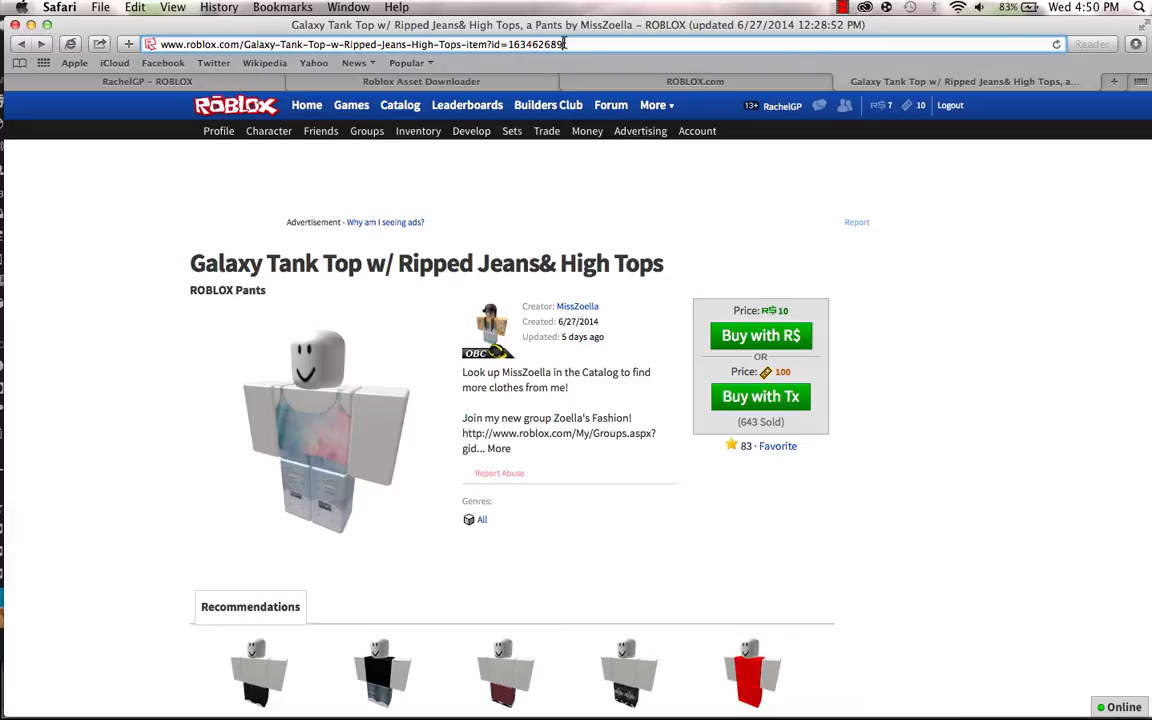 Safari File Edit View History Bookmarks Window Help 83% Wed 4:50 PM
Galaxy Tank Top w/ Ripped Jeans& High Tops, a Pants by MissZoella – ROBLOX (updated 6/27/2014 12:28:52 PM)
www.roblox.com/Galaxy-Tank-Top-w-Ripped-Jeans-High-Tops-item?id=163462689 Reader
Apple iCloud Facebook Twitter Wikipedia Yahoo News Popular
RachelGP – ROBLOX Roblox Asset Downloader ROBLOX.com Galaxy Tank Top w/ Ripped Jeans& High Tops, a...
ROBLOX Home Games Catalog Leaderboards Builders Club Forum More 13+ RachelGP R$ 7 10 Logout
Profile Character Friends Groups Inventory Develop Sets Trade Money Advertising Account
Advertisement - Why am I seeing ads? Report
Galaxy Tank Top w/ Ripped Jeans& High Tops
ROBLOX Pants
Creator: MissZoella
Created: 6/27/2014
Updated: 5 days ago
OBC
Look up MissZoella in the Catalog to find
more clothes from me!
Join my new group Zoella's Fashion!
http://www.roblox.com/My/Groups.aspx?
gid... More
Report Abuse
Genres:
All
Price: R$ 10
Buy with R$
OR
Price: 100
Buy with Tx
(643 Sold)
83 · Favorite
Recommendations
Online